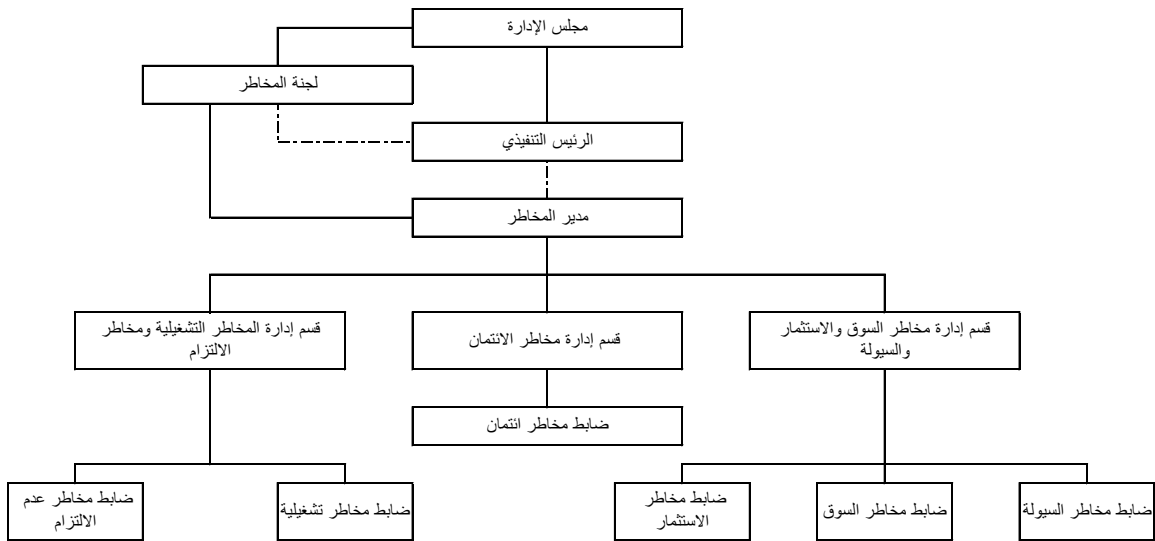 مجلس الإدارة
لجنة المخاطر
الرئيس التنفيذي
مدير المخاطر
قسم إدارة مخاطر السوق والاستثمار
والسيولة
قسم إدارة مخاطر الائتمان
قسم إدارة المخاطر التشغيلية ومخاطر
الالتزام
ضابط مخاطر ائتمان
ضابط مخاطر السيولة
ضابط مخاطر السوق
ضابط مخاطر
الاستثمار
ضابط مخاطر تشغيلية
ضابط مخاطر عدم
الالتزام